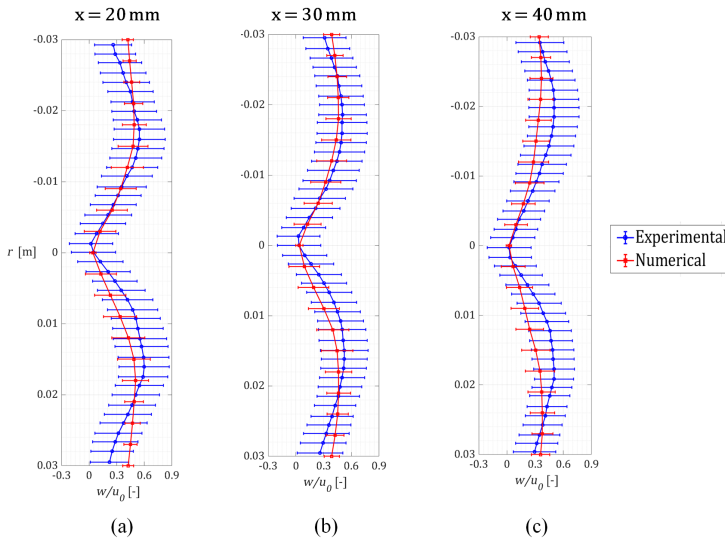 x = 20 mm
x = 30 mm
x = 40 mm
-0.03
-0.02
-0.01
0
0.01
0.02
0.03
r [m]
-0.3 0 0.3 0.6 0.9
w/u0 [-]
(a)
-0.03
-0.02
-0.01
0
0.01
0.02
0.03
-0.3 0 0.3 0.6 0.9
w/u0 [-]
(b)
-0.03
-0.02
-0.01
0
0.01
0.02
0.03
-0.3 0 0.3 0.6 0.9
w/u0 [-]
(c)
Experimental
Numerical